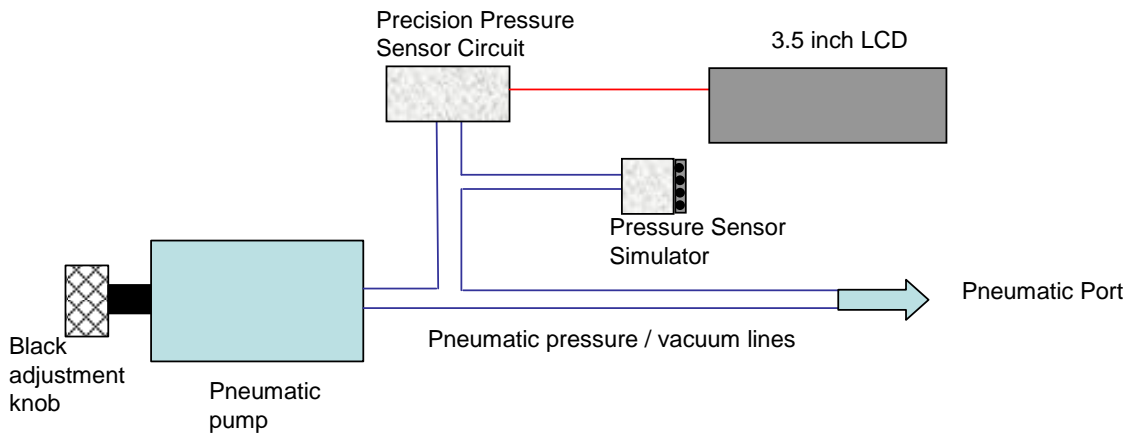 Precision Pressure
Sensor Circuit
3.5 inch LCD
Pressure Sensor
Simulator
Pneumatic Port
Pneumatic pressure / vacuum lines
Black
adjustment
knob
Pneumatic
pump